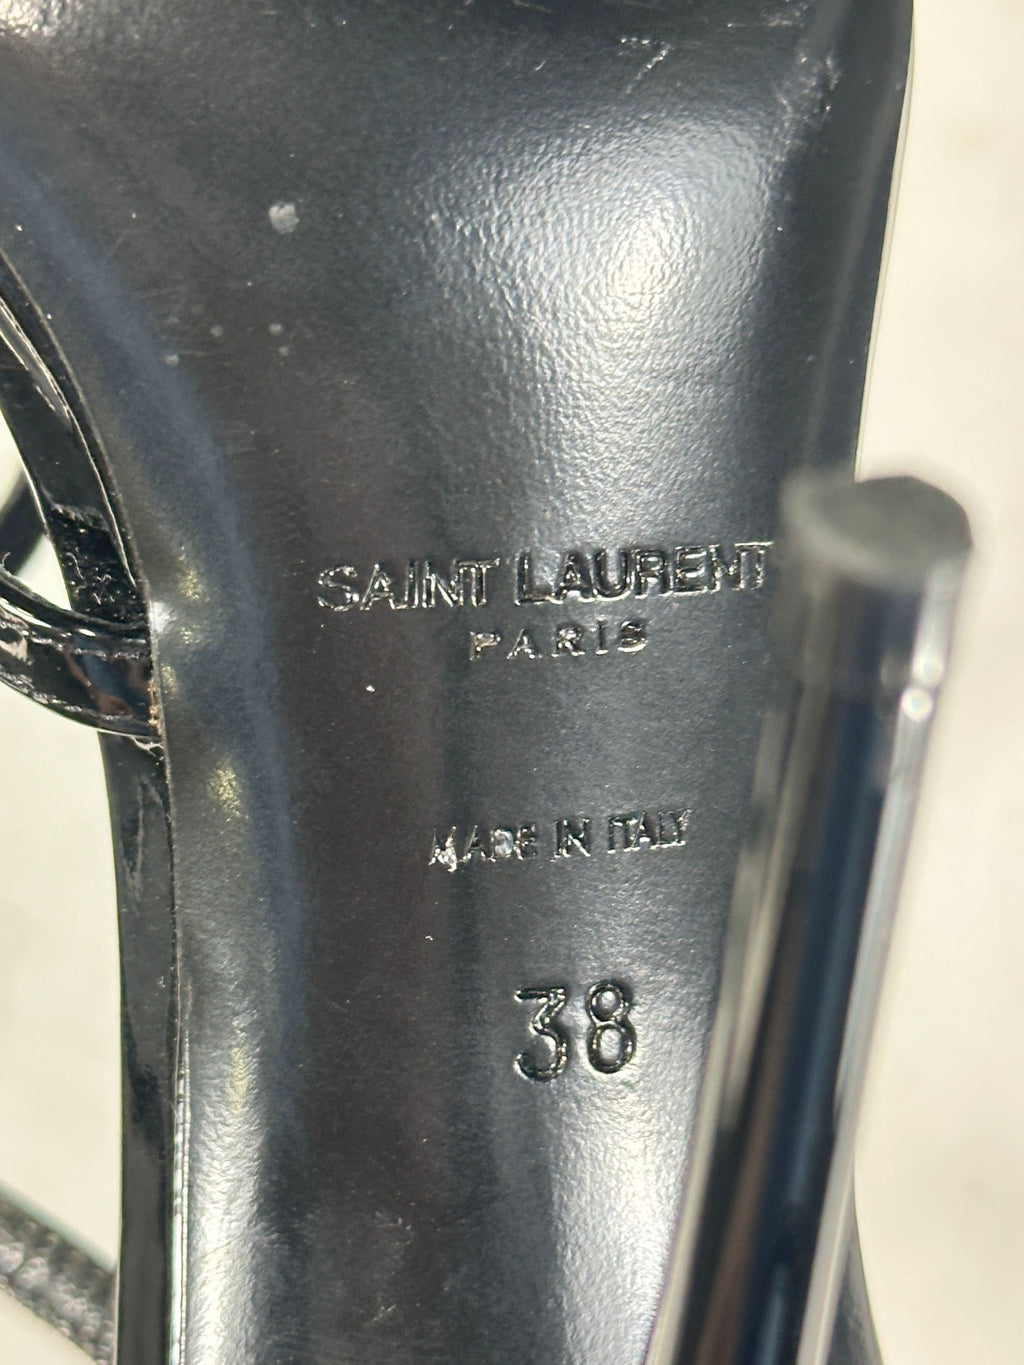 SAINT LAURENT
PARIS
MADE IN ITALY
38